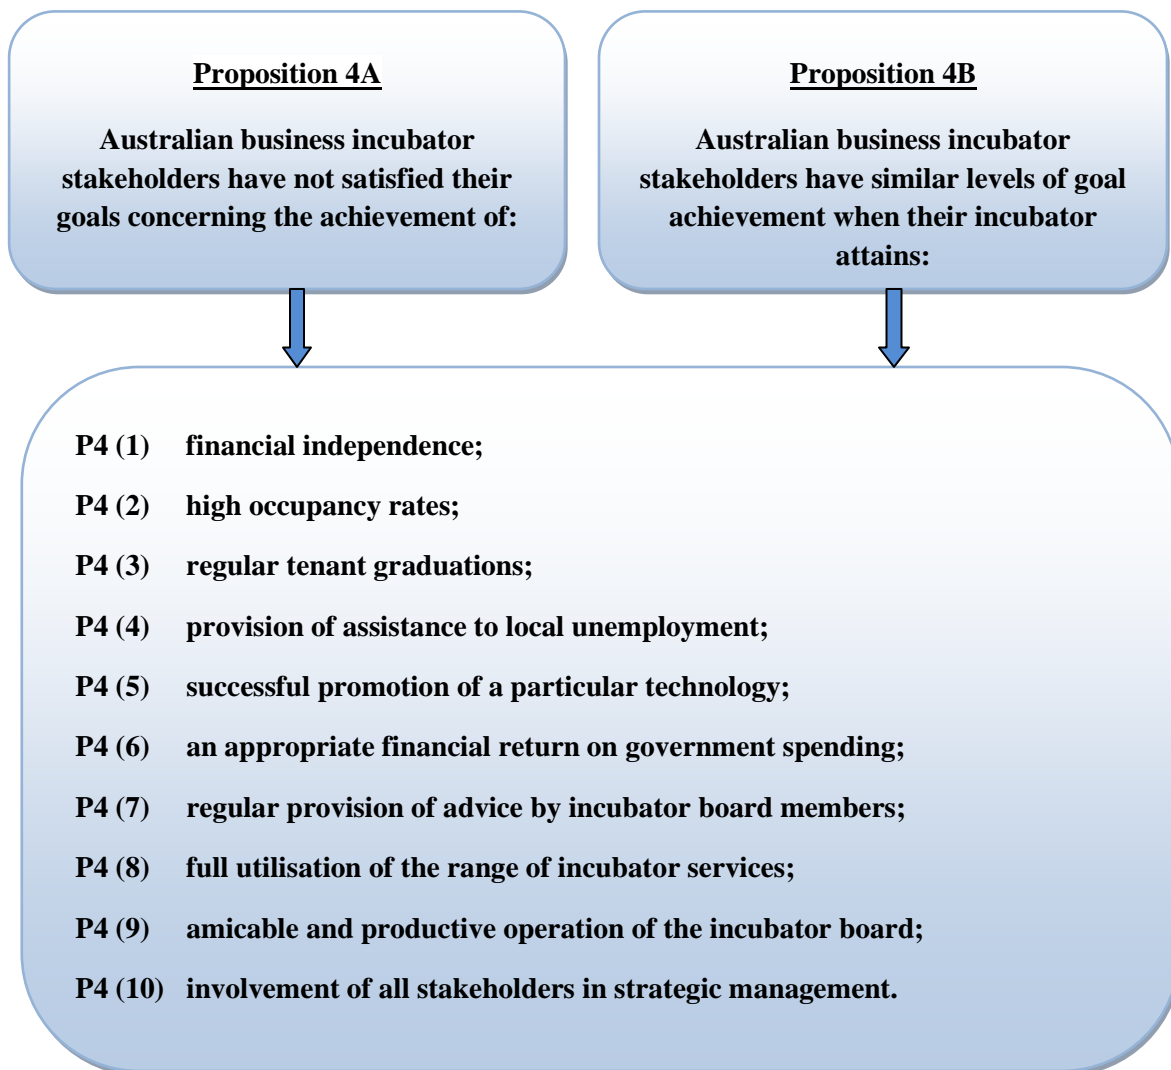 Proposition 4A
Australian business incubator
stakeholders have not satisfied their
goals concerning the achievement of:
Proposition 4B
Australian business incubator
stakeholders have similar levels of goal
achievement when their incubator
attains:
P4 (1) financial independence;
P4 (2) high occupancy rates;
P4 (3) regular tenant graduations;
P4 (4) provision of assistance to local unemployment;
P4 (5) successful promotion of a particular technology;
P4 (6) an appropriate financial return on government spending;
P4 (7) regular provision of advice by incubator board members;
P4 (8) full utilisation of the range of incubator services;
P4 (9) amicable and productive operation of the incubator board;
P4 (10) involvement of all stakeholders in strategic management.